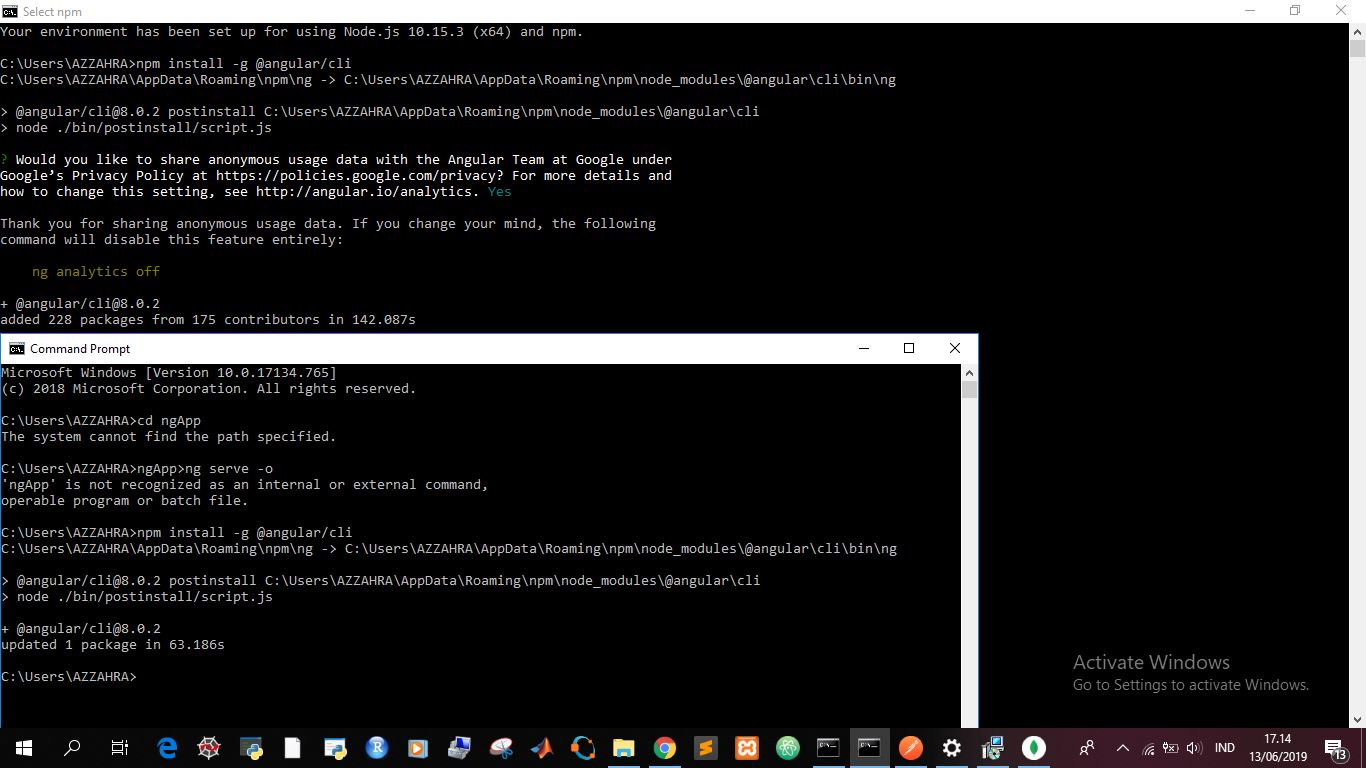 Select npm
Your environment has been set up for using Node.js 10.15.3 (x64) and npm.
C:\Users\AZZAHRA>npm install -g @angular/cli
C:\Users\AZZAHRA\AppData\Roaming\npm\ng -> C:\Users\AZZAHRA\AppData\Roaming\npm\node_modules\@angular\cli\bin\ng
> @angular/cli@8.0.2 postinstall C:\Users\AZZAHRA\AppData\Roaming\npm\node_modules\@angular\cli
> node ./bin/postinstall/script.js
? Would you like to share anonymous usage data with the Angular Team at Google under
Google’s Privacy Policy at https://policies.google.com/privacy? For more details and
how to change this setting, see http://angular.io/analytics. Yes
Thank you for sharing anonymous usage data. If you change your mind, the following
command will disable this feature entirely:
ng analytics off
+ @angular/cli@8.0.2
added 228 packages from 175 contributors in 142.087s
Command Prompt
Microsoft Windows [Version 10.0.17134.765]
(c) 2018 Microsoft Corporation. All rights reserved.
C:\Users\AZZAHRA>cd ngApp
The system cannot find the path specified.
C:\Users\AZZAHRA>ngApp>ng serve -o
'ngApp' is not recognized as an internal or external command,
operable program or batch file.
C:\Users\AZZAHRA>npm install -g @angular/cli
C:\Users\AZZAHRA\AppData\Roaming\npm\ng -> C:\Users\AZZAHRA\AppData\Roaming\npm\node_modules\@angular\cli\bin\ng
> @angular/cli@8.0.2 postinstall C:\Users\AZZAHRA\AppData\Roaming\npm\node_modules\@angular\cli
> node ./bin/postinstall/script.js
+ @angular/cli@8.0.2
updated 1 package in 63.186s
C:\Users\AZZAHRA>
Activate Windows
Go to Settings to activate Windows.
IND
17.14
13/06/2019
13